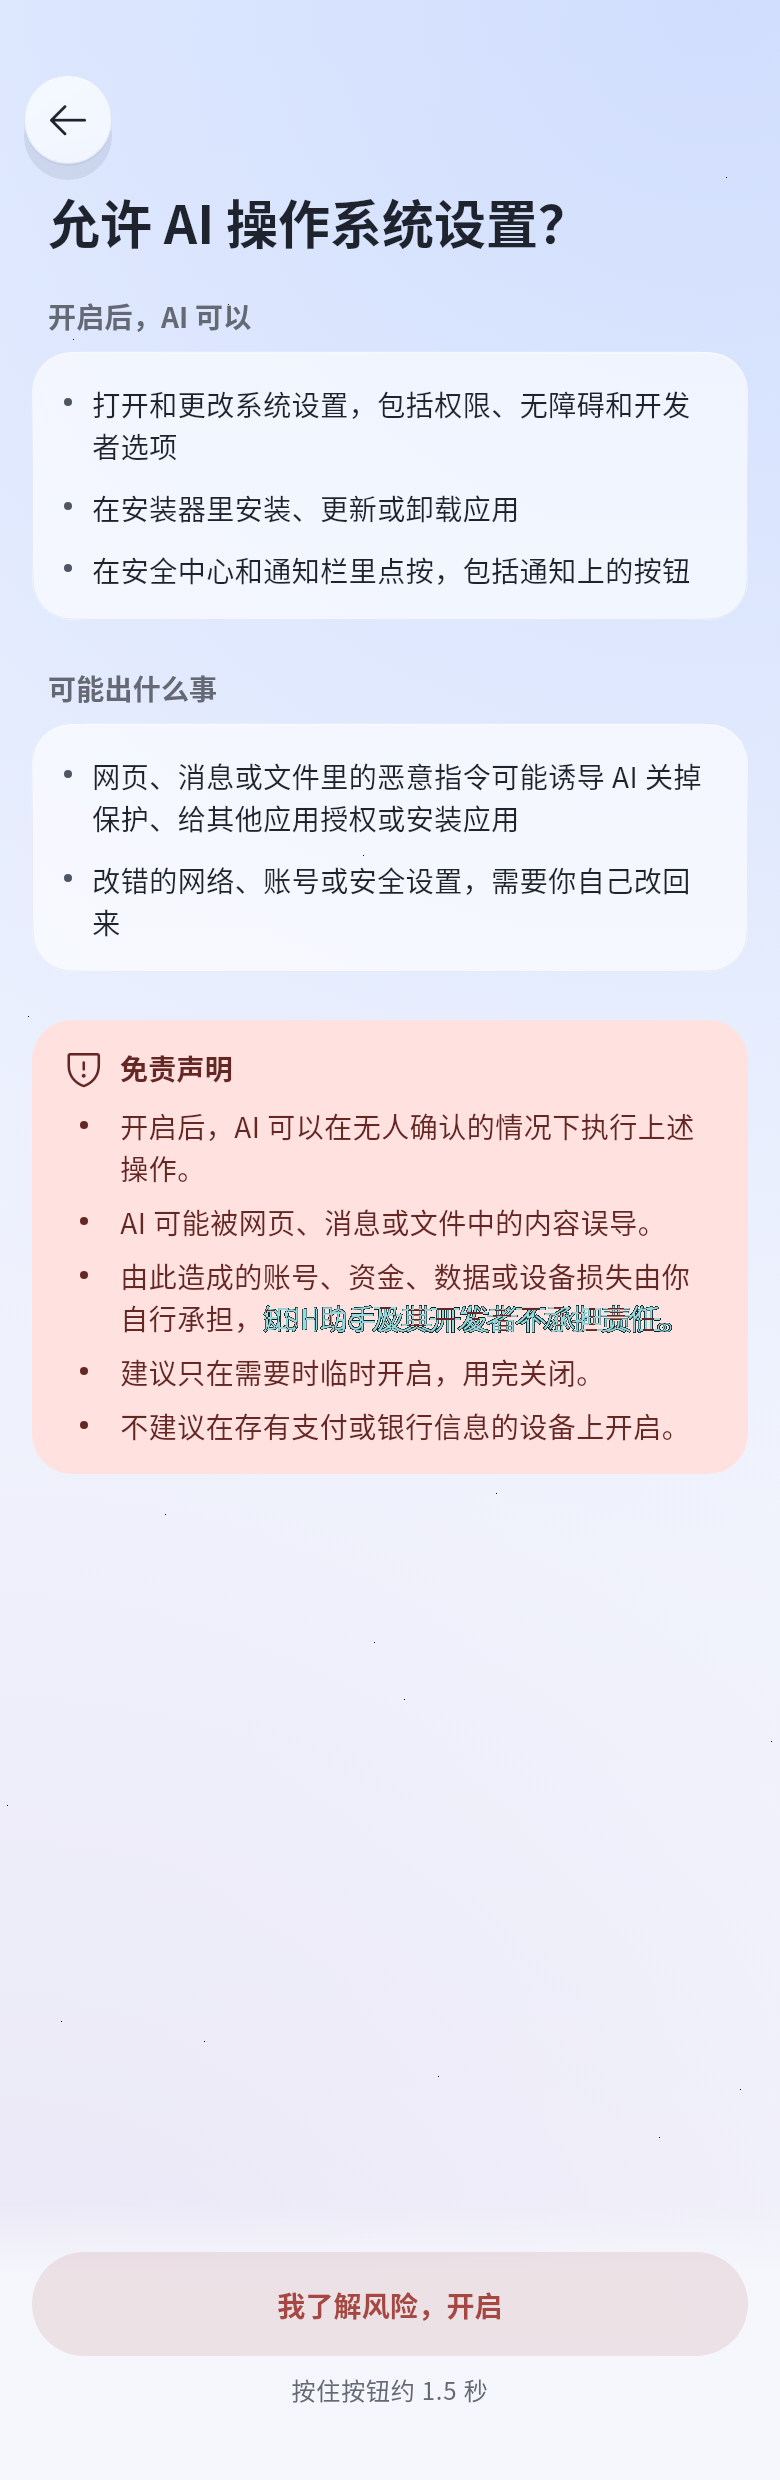 允许 AI 操作系统设置？
开启后，AI 可以
打开和更改系统设置，包括权限、无障碍和开发
者选项
在安装器里安装、更新或卸载应用
在安全中心和通知栏里点按，包括通知上的按钮
可能出什么事
网页、消息或文件里的恶意指令可能诱导 AI 关掉
保护、给其他应用授权或安装应用
改错的网络、账号或安全设置，需要你自己改回
来
免责声明
开启后，AI 可以在无人确认的情况下执行上述
操作。
AI 可能被网页、消息或文件中的内容误导。
由此造成的账号、资金、数据或设备损失由你
自行承担，助手及其开发者不承担责任。
建议只在需要时临时开启，用完关闭。
不建议在存有支付或银行信息的设备上开启。
我了解风险，开启
按住按钮约 1.5 秒